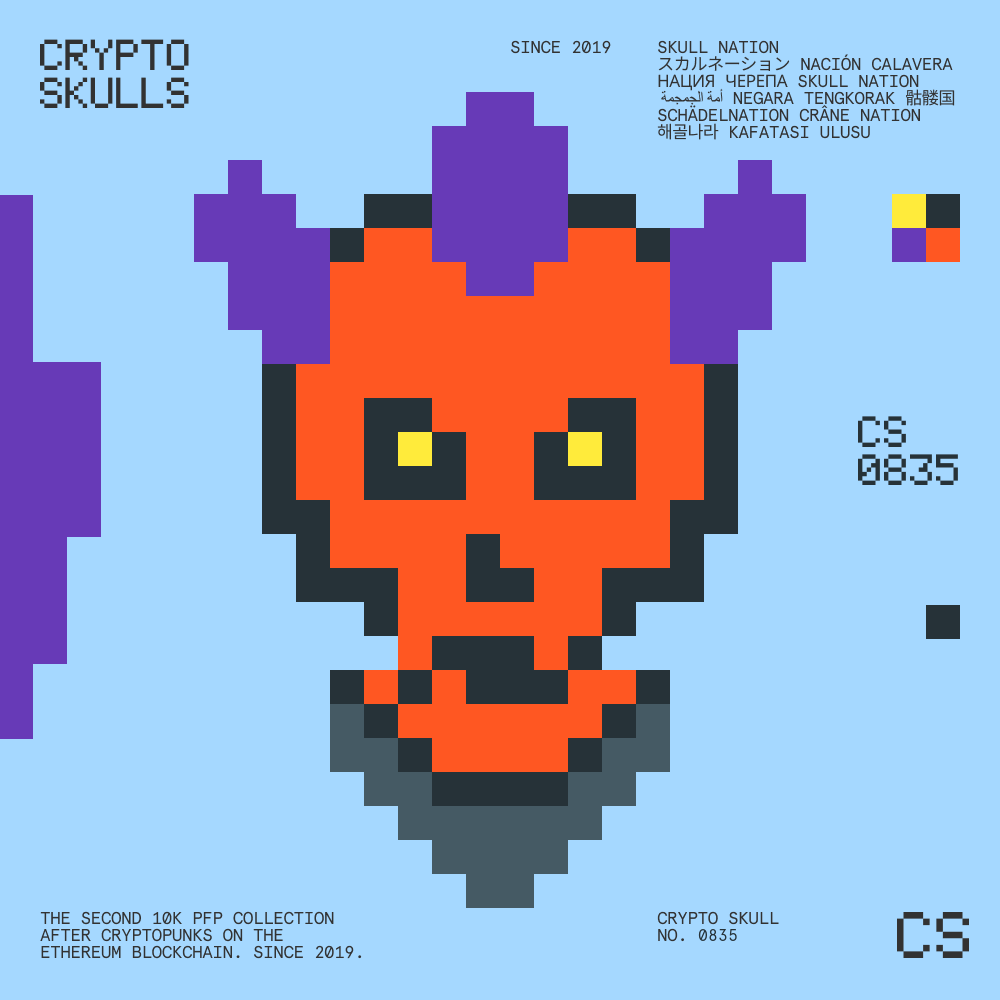 CRYPTO
SKULLS
SINCE 2019
SKULL NATION
スカルネーション NACIÓN CALAVERA
НАЦИЯ ЧЕРЕПА SKULL NATION
أمة الجمجمة NEGARA TENGKORAK 骷髅国
SCHÄDELNATION CRÂNE NATION
해골나라 KAFATASI ULUSU
CS
0835
THE SECOND 10K PFP COLLECTION
AFTER CRYPTOPUNKS ON THE
ETHEREUM BLOCKCHAIN. SINCE 2019.
CRYPTO SKULL
NO. 0835
CS